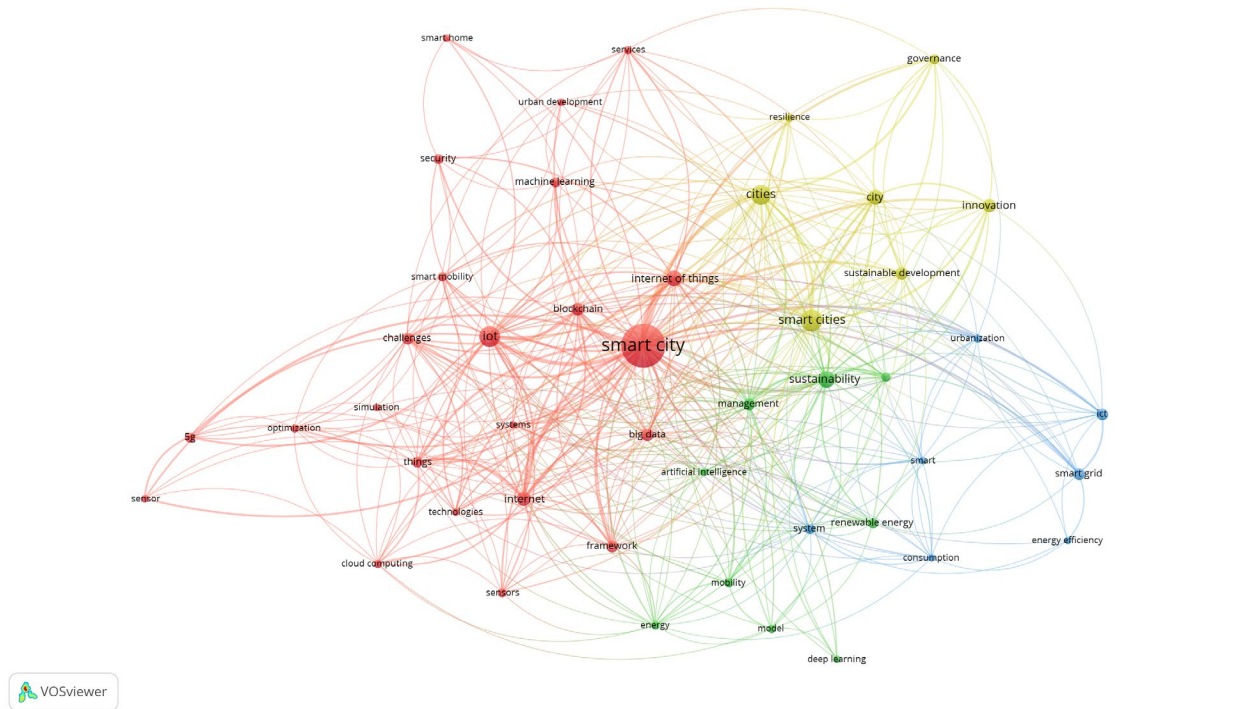 smart home
services
governance
urban development
resilience
security
machine learning
cities
city
innovation
smart mobility
internet of things
sustainable development
blockchain
smart cities
challenges
iot
smart city
urbanization
sustainability
management
simulation
ict
optimization
systems
5g
big data
things
smart
artificial intelligence
smart grid
sensor
internet
technologies
system
renewable energy
energy efficiency
framework
consumption
cloud computing
mobility
sensors
energy
model
deep learning
VOSviewer